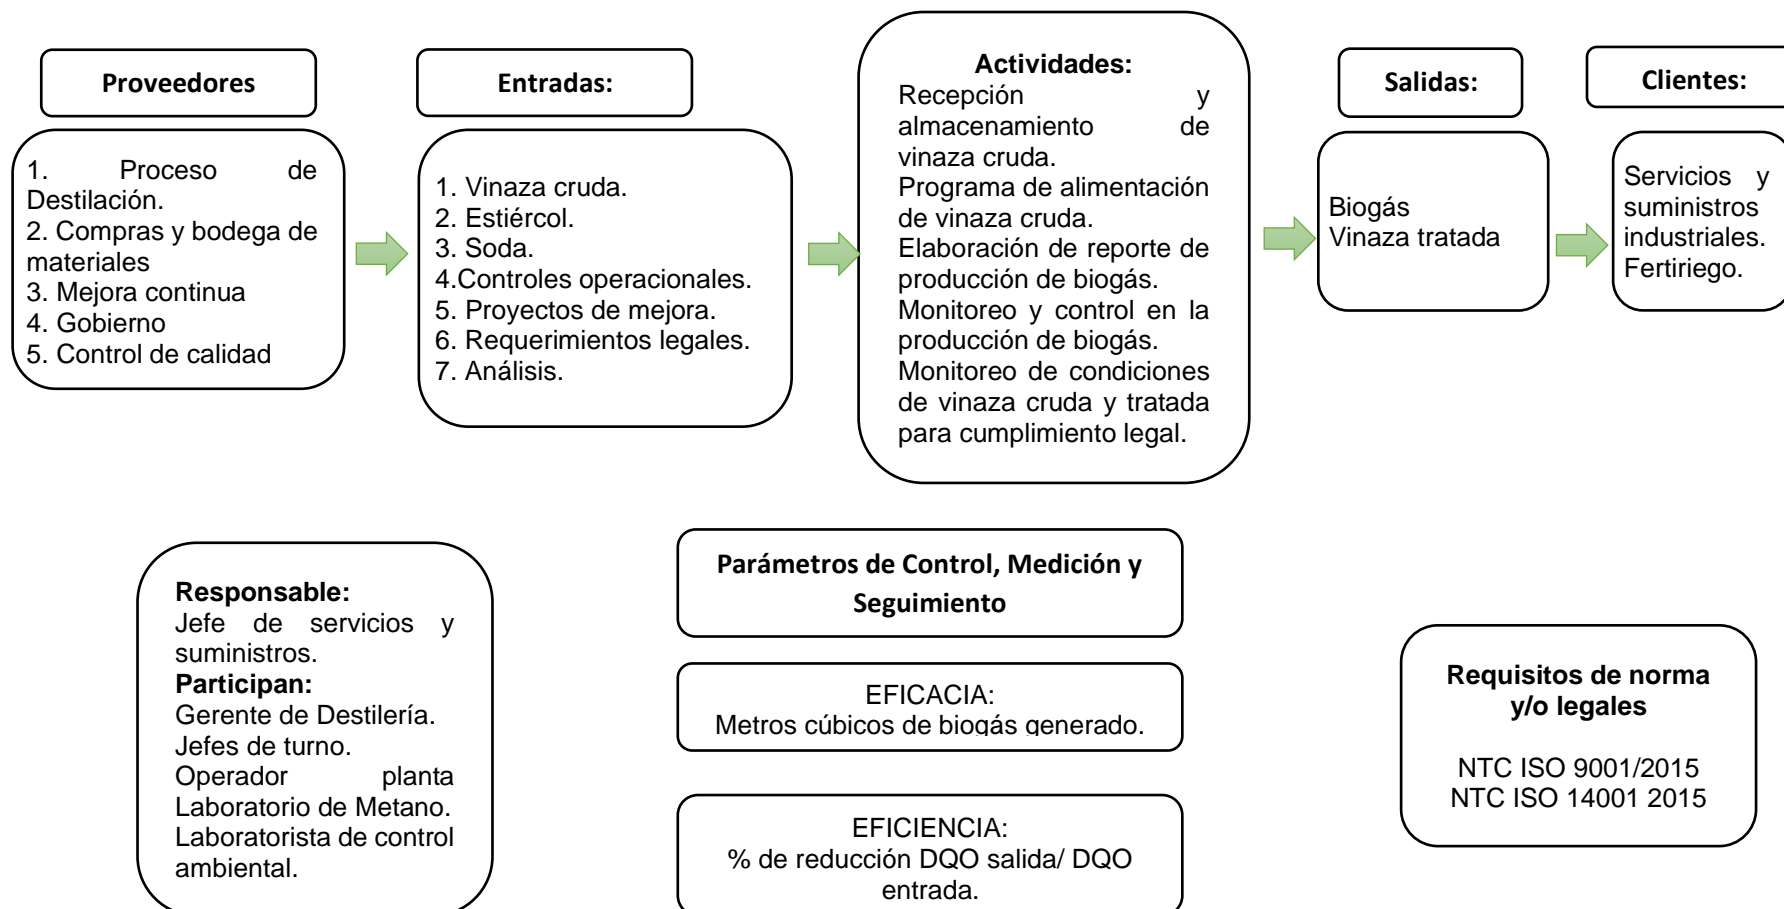 Proveedores
1. Proceso de
Destilación.
2. Compras y bodega de
materiales
3. Mejora continua
4. Gobierno
5. Control de calidad
Entradas:
1. Vinaza cruda.
2. Estiércol.
3. Soda.
4.Controles operacionales.
5. Proyectos de mejora.
6. Requerimientos legales.
7. Análisis.
Actividades:
Recepción y
almacenamiento de
vinaza cruda.
Programa de alimentación
de vinaza cruda.
Elaboración de reporte de
producción de biogás.
Monitoreo y control en la
producción de biogás.
Monitoreo de condiciones
de vinaza cruda y tratada
para cumplimiento legal.
Salidas:
Biogás
Vinaza tratada
Clientes:
Servicios y
suministros
industriales.
Fertiriego.
Responsable:
Jefe de servicios y
suministros.
Participan:
Gerente de Destilería.
Jefes de turno.
Operador planta
Laboratorio de Metano.
Laboratorista de control
ambiental.
Parámetros de Control, Medición y
Seguimiento
EFICACIA:
Metros cúbicos de biogás generado.
EFICIENCIA:
% de reducción DQO salida/ DQO
entrada.
Requisitos de norma
y/o legales
NTC ISO 9001/2015
NTC ISO 14001 2015